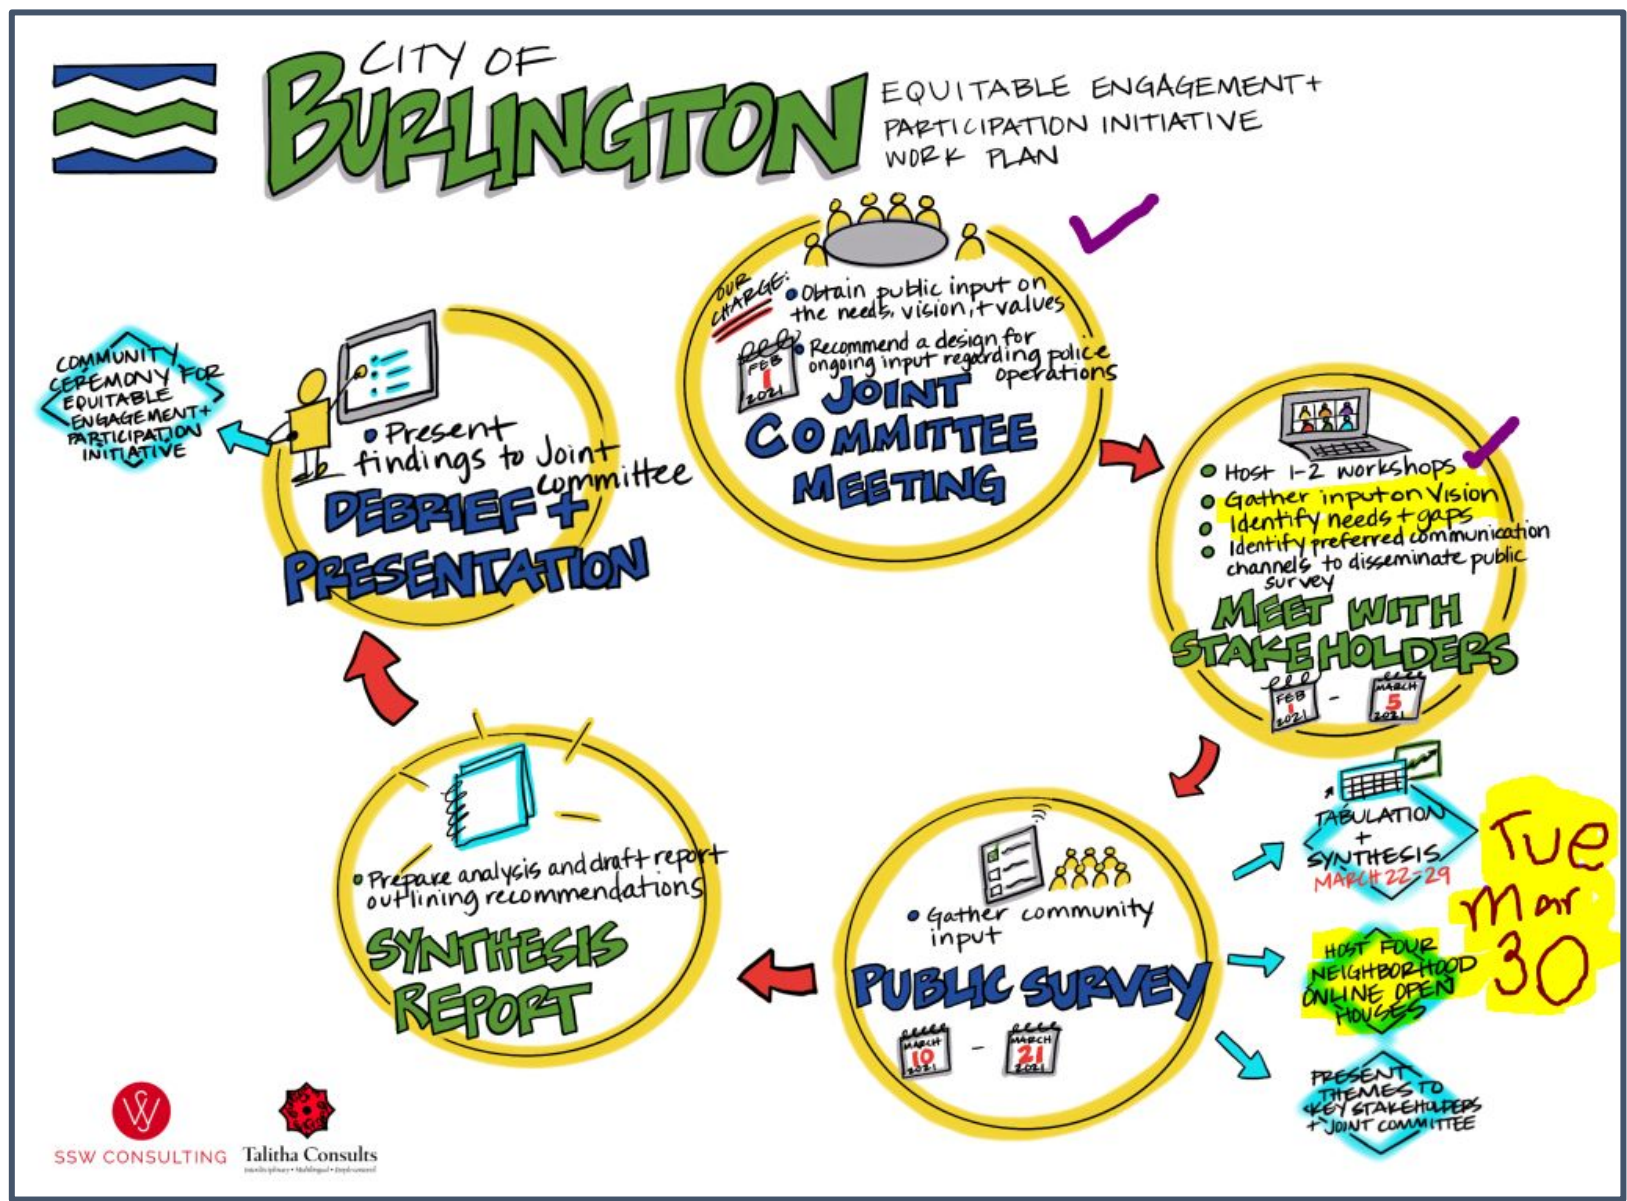 CITY OF
BURLINGTON
EQUITABLE ENGAGEMENT +
PARTICIPATION INITIATIVE
WORK PLAN
OUR
CHARGE:
• Obtain public input on
the needs, vision, + values
• Recommend a design for
ongoing input regarding police
operations
FEB
1
2021
JOINT
COMMITTEE
MEETING
• Host 1-2 workshops
• Gather input on Vision
• Identify needs + gaps
• Identify preferred communication
channels to disseminate public
survey
MEET WITH
STAKEHOLDERS
FEB
1
2021
-
MARCH
5
2021
• Gather community
input
PUBLIC SURVEY
MARCH
10
2021
-
MARCH
21
2021
TABULATION
+
SYNTHESIS
MARCH 22-29
HOST FOUR
NEIGHBORHOOD
ONLINE OPEN
HOUSES
Tue
Mar
30
PRESENT
THEMES TO
KEY STAKEHOLDERS
+ JOINT COMMITTEE
• Prepare analysis and draft report
outlining recommendations
SYNTHESIS
REPORT
• Present
findings to Joint
committee
DEBRIEF +
PRESENTATION
COMMUNITY
CEREMONY FOR
EQUITABLE
ENGAGEMENT +
PARTICIPATION
INITIATIVE
SSW CONSULTING
Talitha Consults